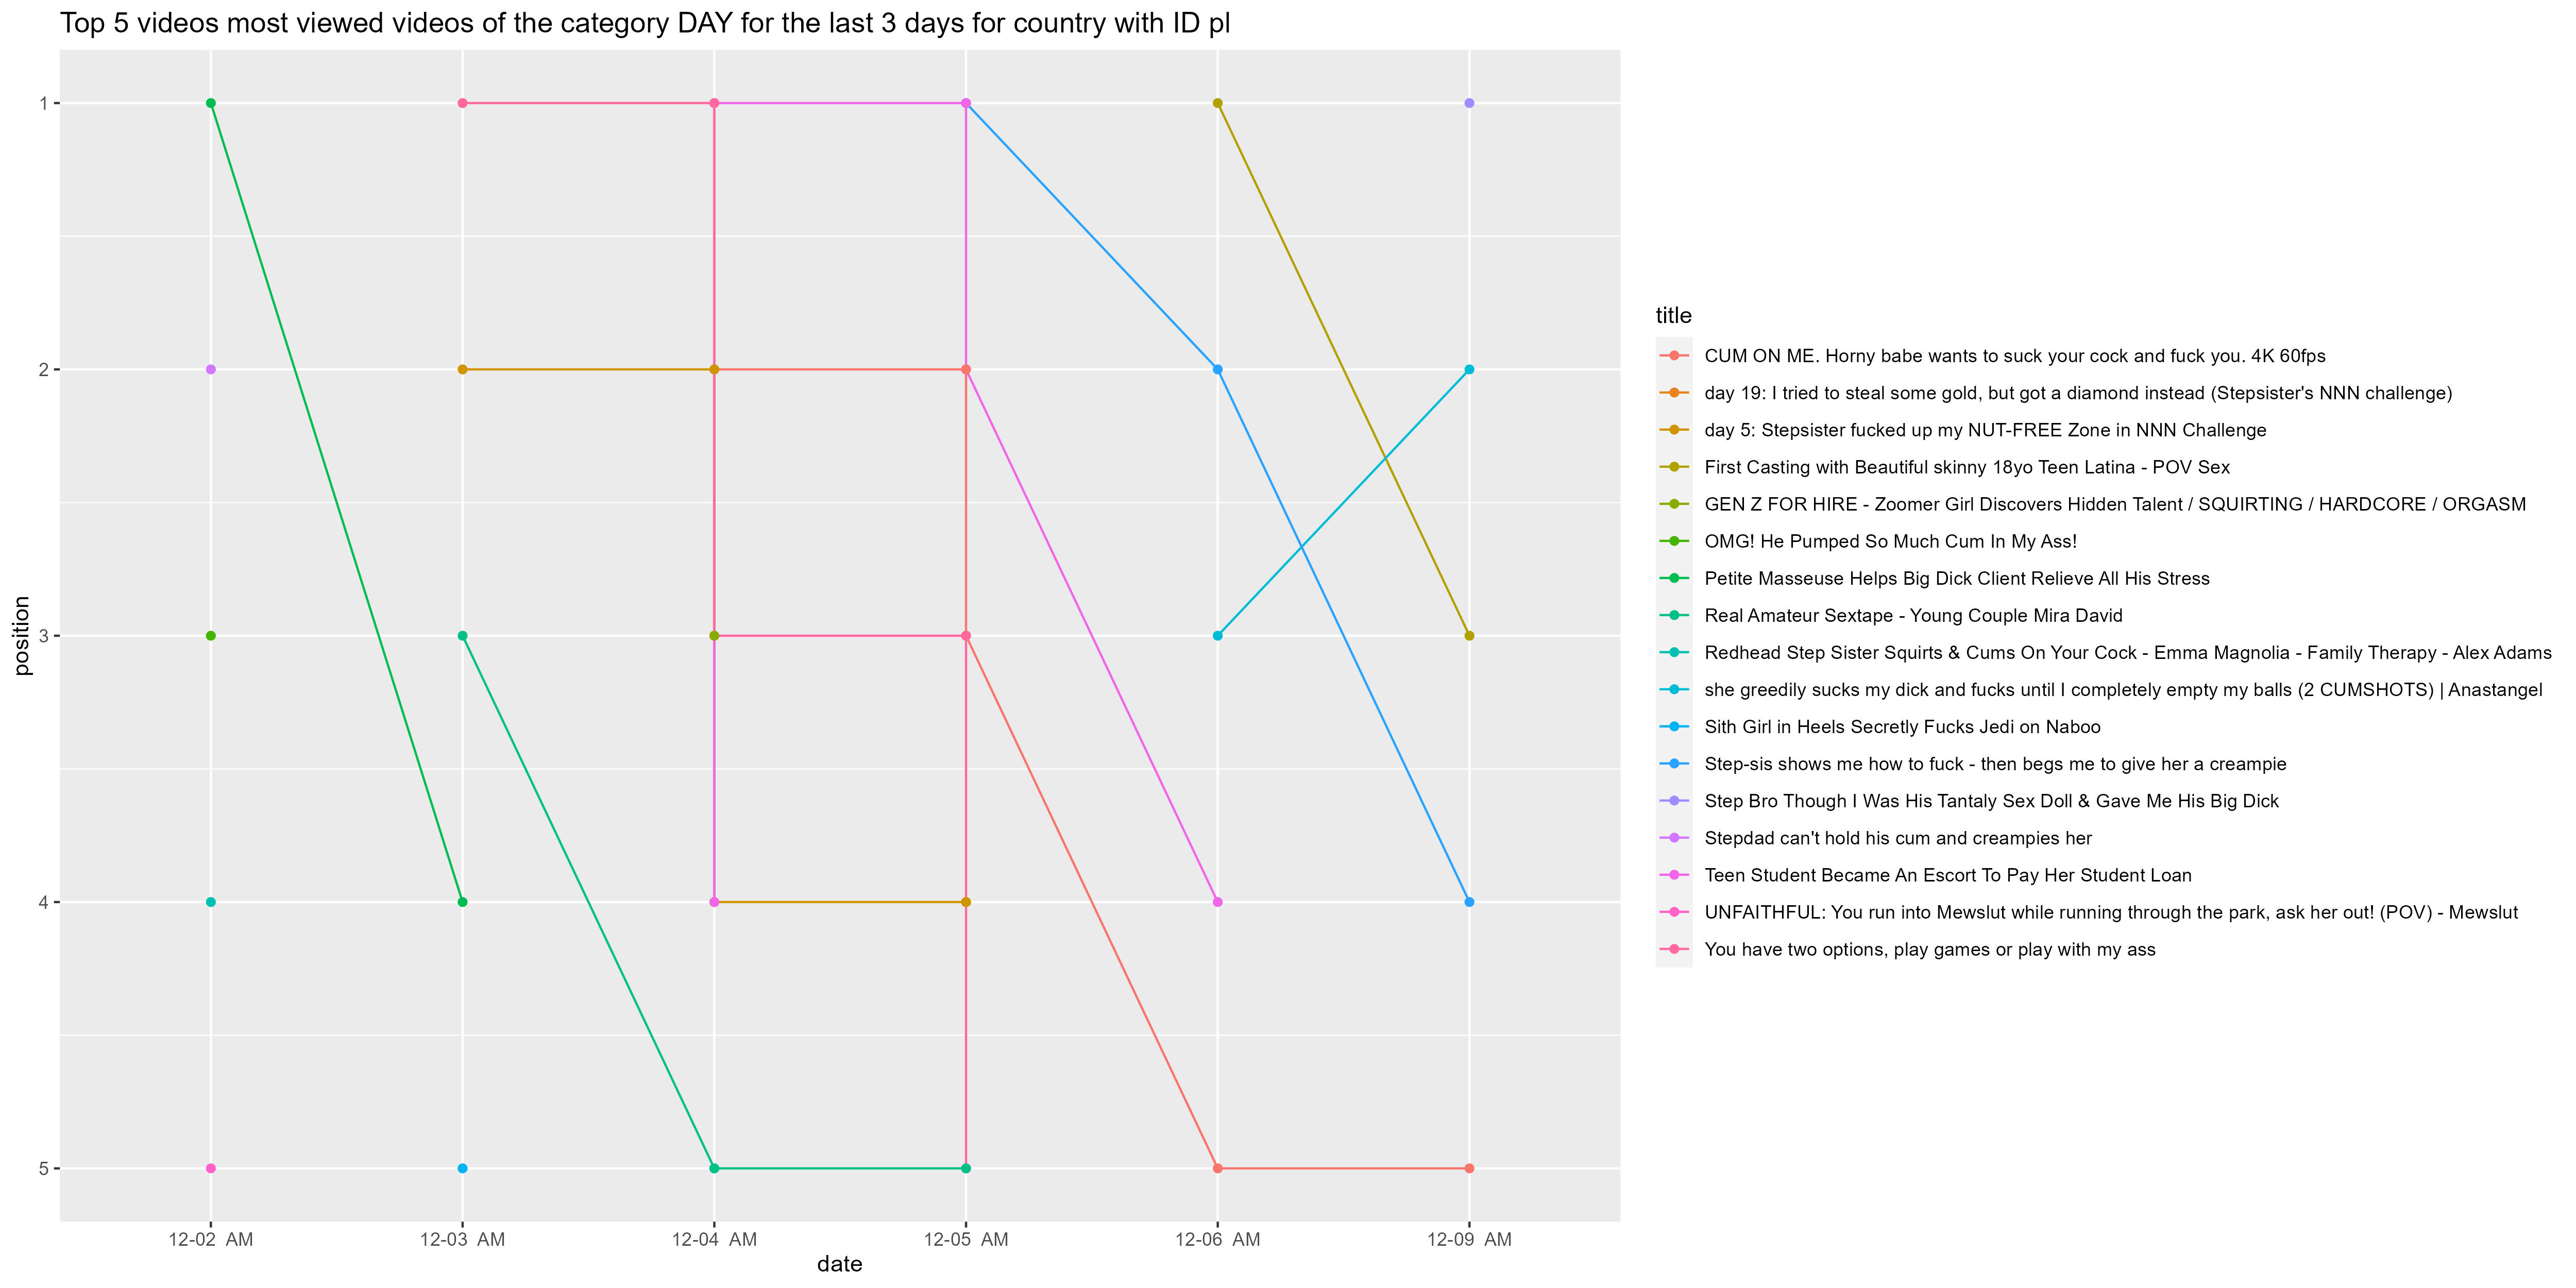 Top 5 videos most viewed videos of the category DAY for the last 3 days for country with ID pl
1
2
3
4
5
position
12-02 AM
12-03 AM
12-04 AM
12-05 AM
12-06 AM
12-09 AM
date
title
CUM ON ME. Horny babe wants to suck your cock and fuck you. 4K 60fps
day 19: I tried to steal some gold, but got a diamond instead (Stepsister's NNN challenge)
day 5: Stepsister fucked up my NUT-FREE Zone in NNN Challenge
First Casting with Beautiful skinny 18yo Teen Latina - POV Sex
GEN Z FOR HIRE - Zoomer Girl Discovers Hidden Talent / SQUIRTING / HARDCORE / ORGASM
OMG! He Pumped So Much Cum In My Ass!
Petite Masseuse Helps Big Dick Client Relieve All His Stress
Real Amateur Sextape - Young Couple Mira David
Redhead Step Sister Squirts & Cums On Your Cock - Emma Magnolia - Family Therapy - Alex Adams
she greedily sucks my dick and fucks until I completely empty my balls (2 CUMSHOTS) | Anastangel
Sith Girl in Heels Secretly Fucks Jedi on Naboo
Step-sis shows me how to fuck - then begs me to give her a creampie
Step Bro Though I Was His Tantaly Sex Doll & Gave Me His Big Dick
Stepdad can't hold his cum and creampies her
Teen Student Became An Escort To Pay Her Student Loan
UNFAITHFUL: You run into Mewslut while running through the park, ask her out! (POV) - Mewslut
You have two options, play games or play with my ass